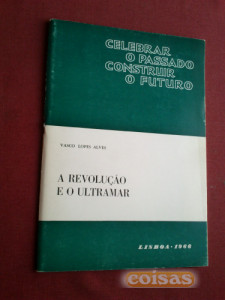 CELEBRAR
O PASSADO
CONSTRUIR
O FUTURO
VASCO LOPES ALVES
A REVOLUÇÃO
E O ULTRAMAR
LISBOA • 1966
coisas